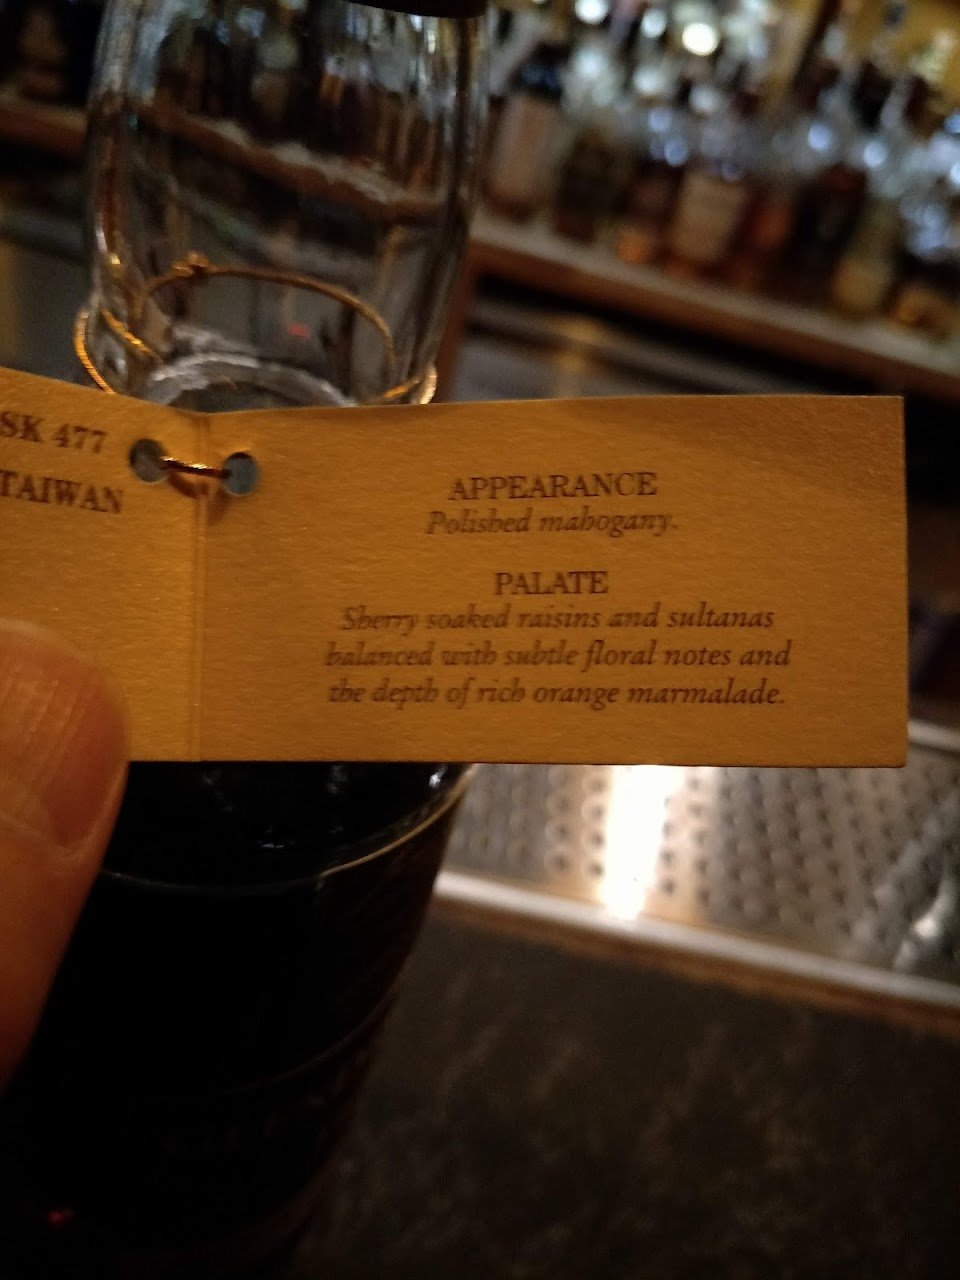 SK 477
TAIWAN
APPEARANCE
Polished mahogany.
PALATE
Sherry soaked raisins and sultanas
balanced with subtle floral notes and
the depth of rich orange marmalade.